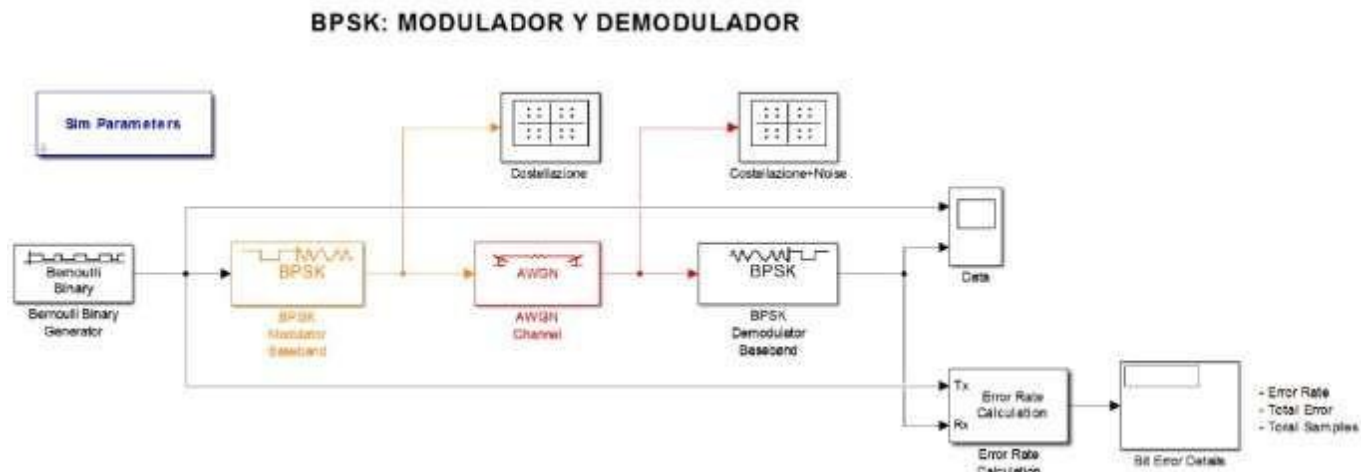 BPSK: MODULADOR Y DEMODULADOR
Sim Parameters
Costellazione
Costellazione+Noise
Bernoulli
Binary
Bernoulli Binary
Generator
BPSK
BPSK
Modulator
Baseband
AWGN
AWGN
Channel
BPSK
BPSK
Demodulator
Baseband
Data
Tx
Rx
Error Rate
Calculation
Error Rate
Calculation
Bit Error Details
- Error Rate
- Total Error
- Toral Samples